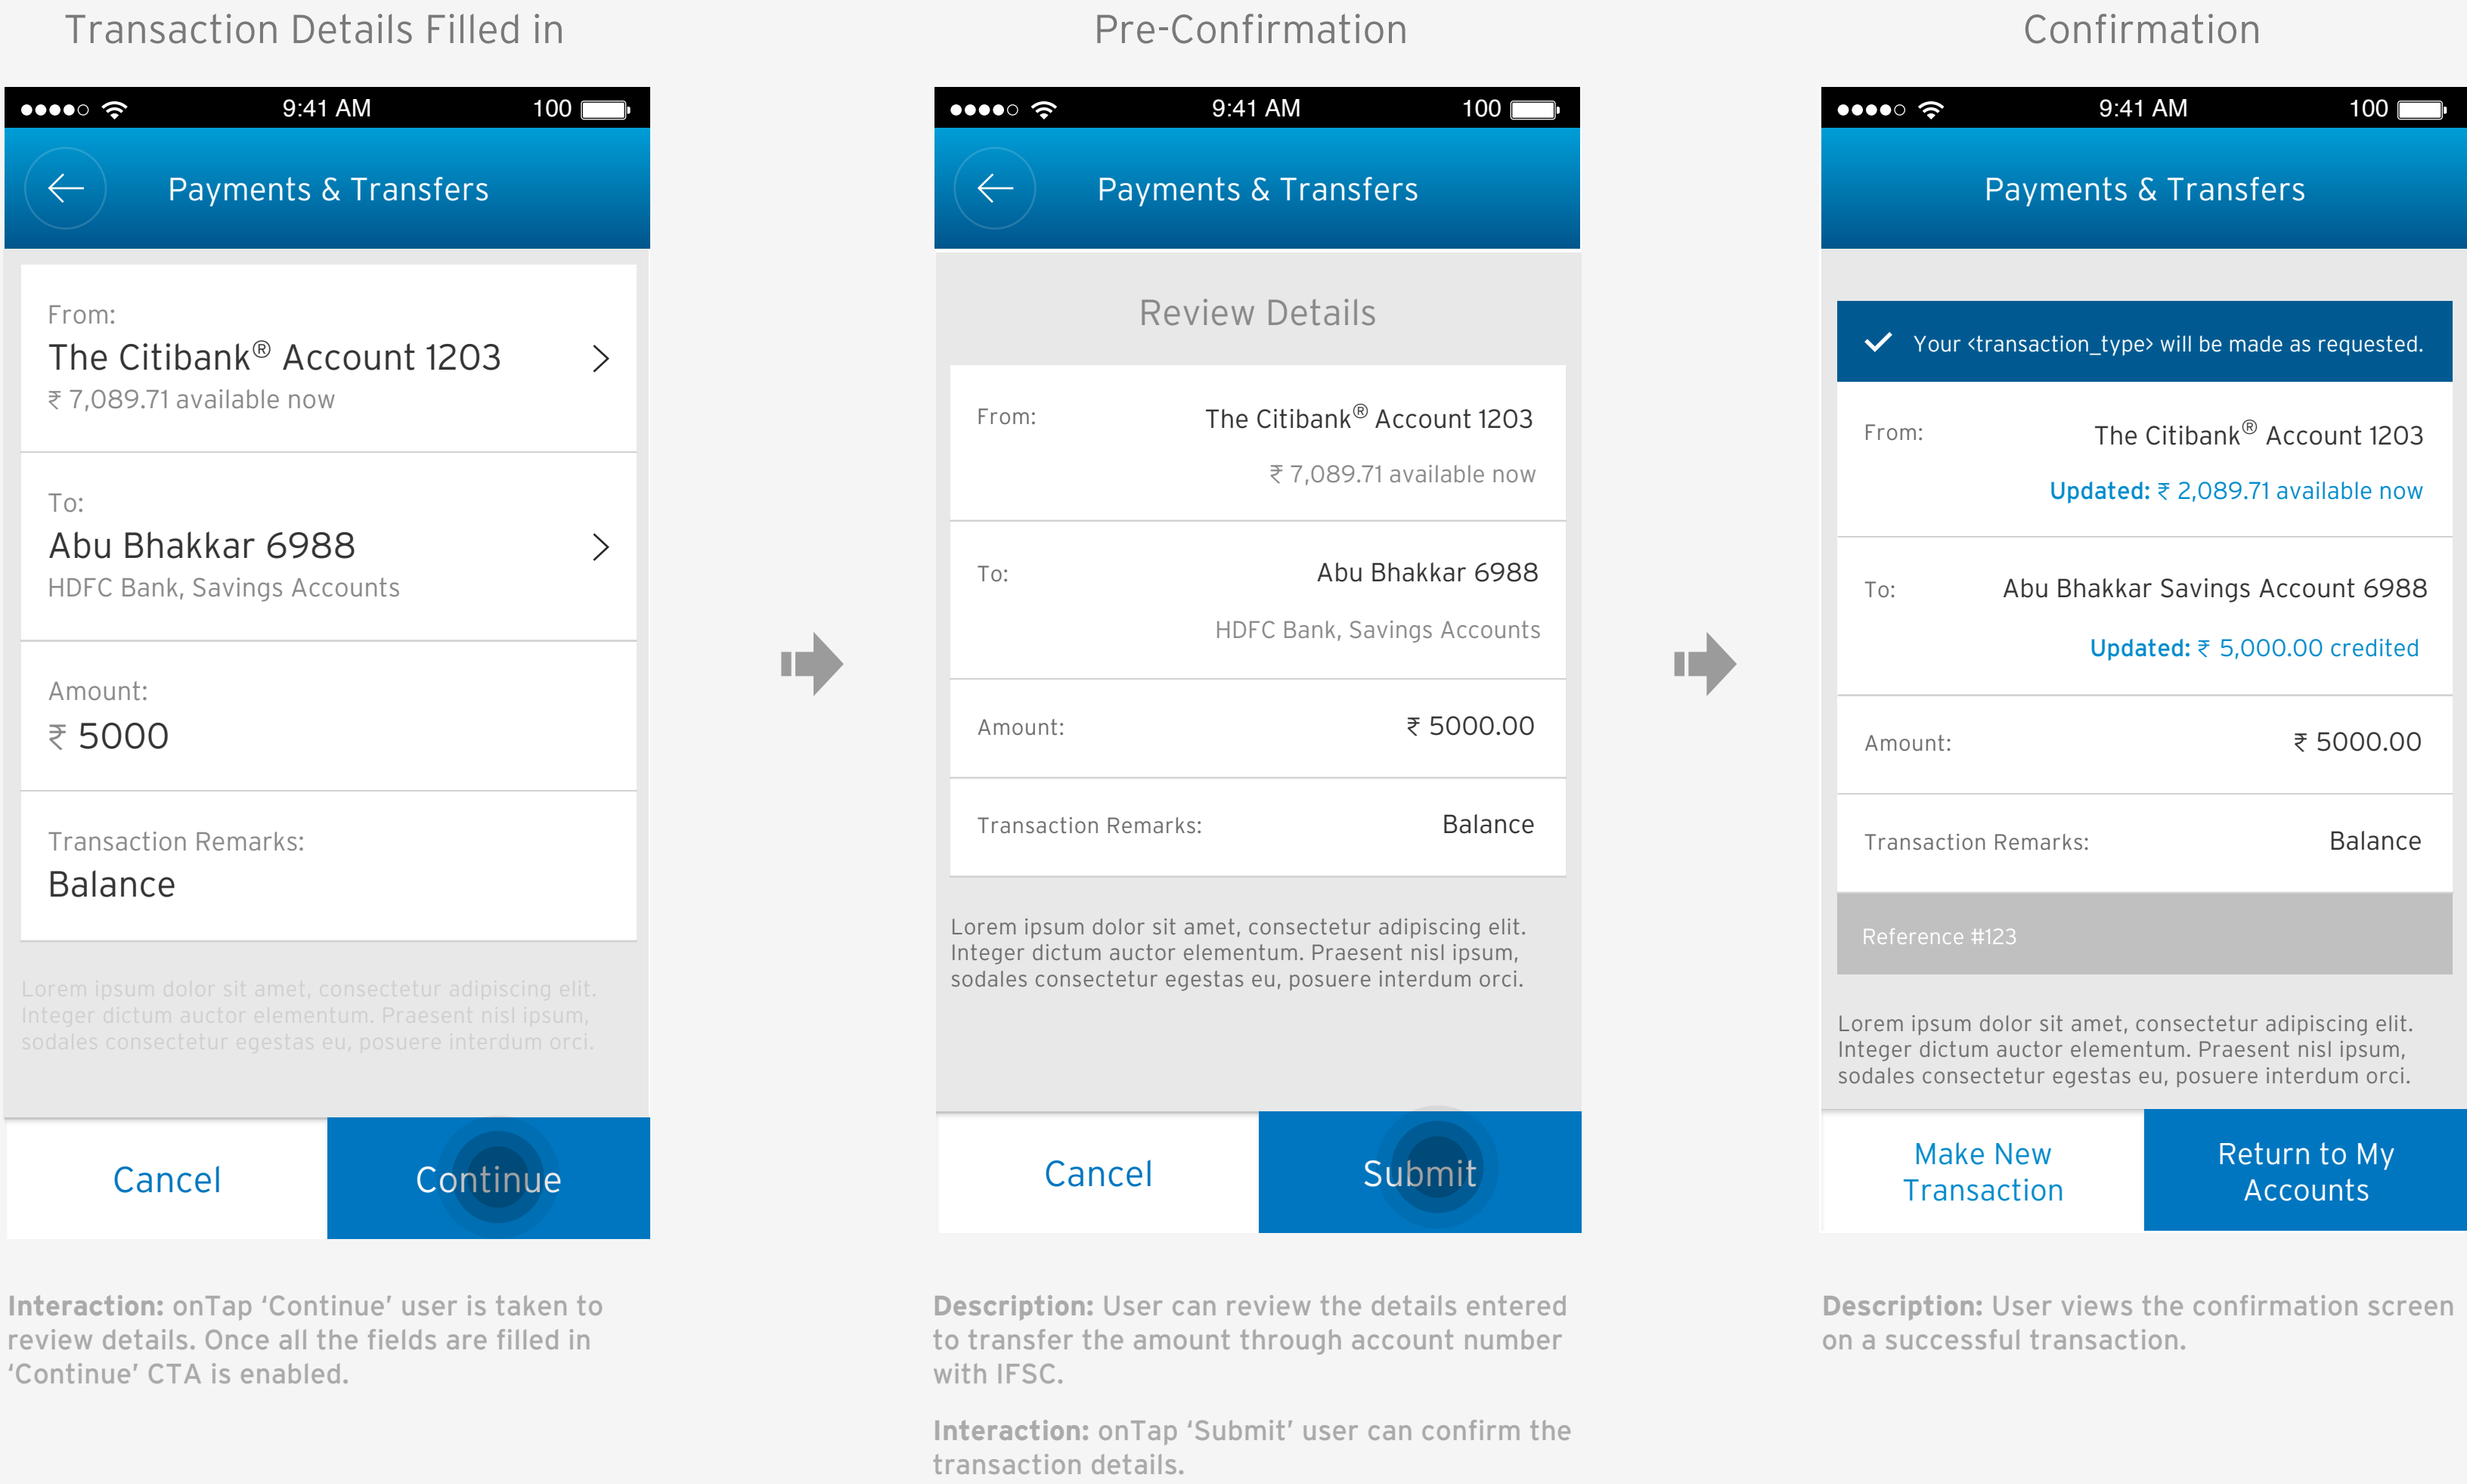 Transaction Details Filled in
9:41 AM
100
Payments & Transfers
From:
The Citibank® Account 1203
₹ 7,089.71 available now
To:
Abu Bhakkar 6988
HDFC Bank, Savings Accounts
Amount:
₹ 5000
Transaction Remarks:
Balance
Lorem ipsum dolor sit amet, consectetur adipiscing elit.
Integer dictum auctor elementum. Praesent nisl ipsum,
sodales consectetur egestas eu, posuere interdum orci.
Cancel
Continue
Interaction: onTap ‘Continue’ user is taken to
review details. Once all the fields are filled in
‘Continue’ CTA is enabled.
Pre-Confirmation
9:41 AM
100
Payments & Transfers
Review Details
From:
The Citibank® Account 1203
₹ 7,089.71 available now
To:
Abu Bhakkar 6988
HDFC Bank, Savings Accounts
Amount:
₹ 5000.00
Transaction Remarks:
Balance
Lorem ipsum dolor sit amet, consectetur adipiscing elit.
Integer dictum auctor elementum. Praesent nisl ipsum,
sodales consectetur egestas eu, posuere interdum orci.
Cancel
Submit
Description: User can review the details entered
to transfer the amount through account number
with IFSC.
Interaction: onTap ‘Submit’ user can confirm the
transaction details.
Confirmation
9:41 AM
100
Payments & Transfers
Your <transaction_type> will be made as requested.
From:
The Citibank® Account 1203
Updated: ₹ 2,089.71 available now
To:
Abu Bhakkar Savings Account 6988
Updated: ₹ 5,000.00 credited
Amount:
₹ 5000.00
Transaction Remarks:
Balance
Reference #123
Lorem ipsum dolor sit amet, consectetur adipiscing elit.
Integer dictum auctor elementum. Praesent nisl ipsum,
sodales consectetur egestas eu, posuere interdum orci.
Make New
Transaction
Return to My
Accounts
Description: User views the confirmation screen
on a successful transaction.